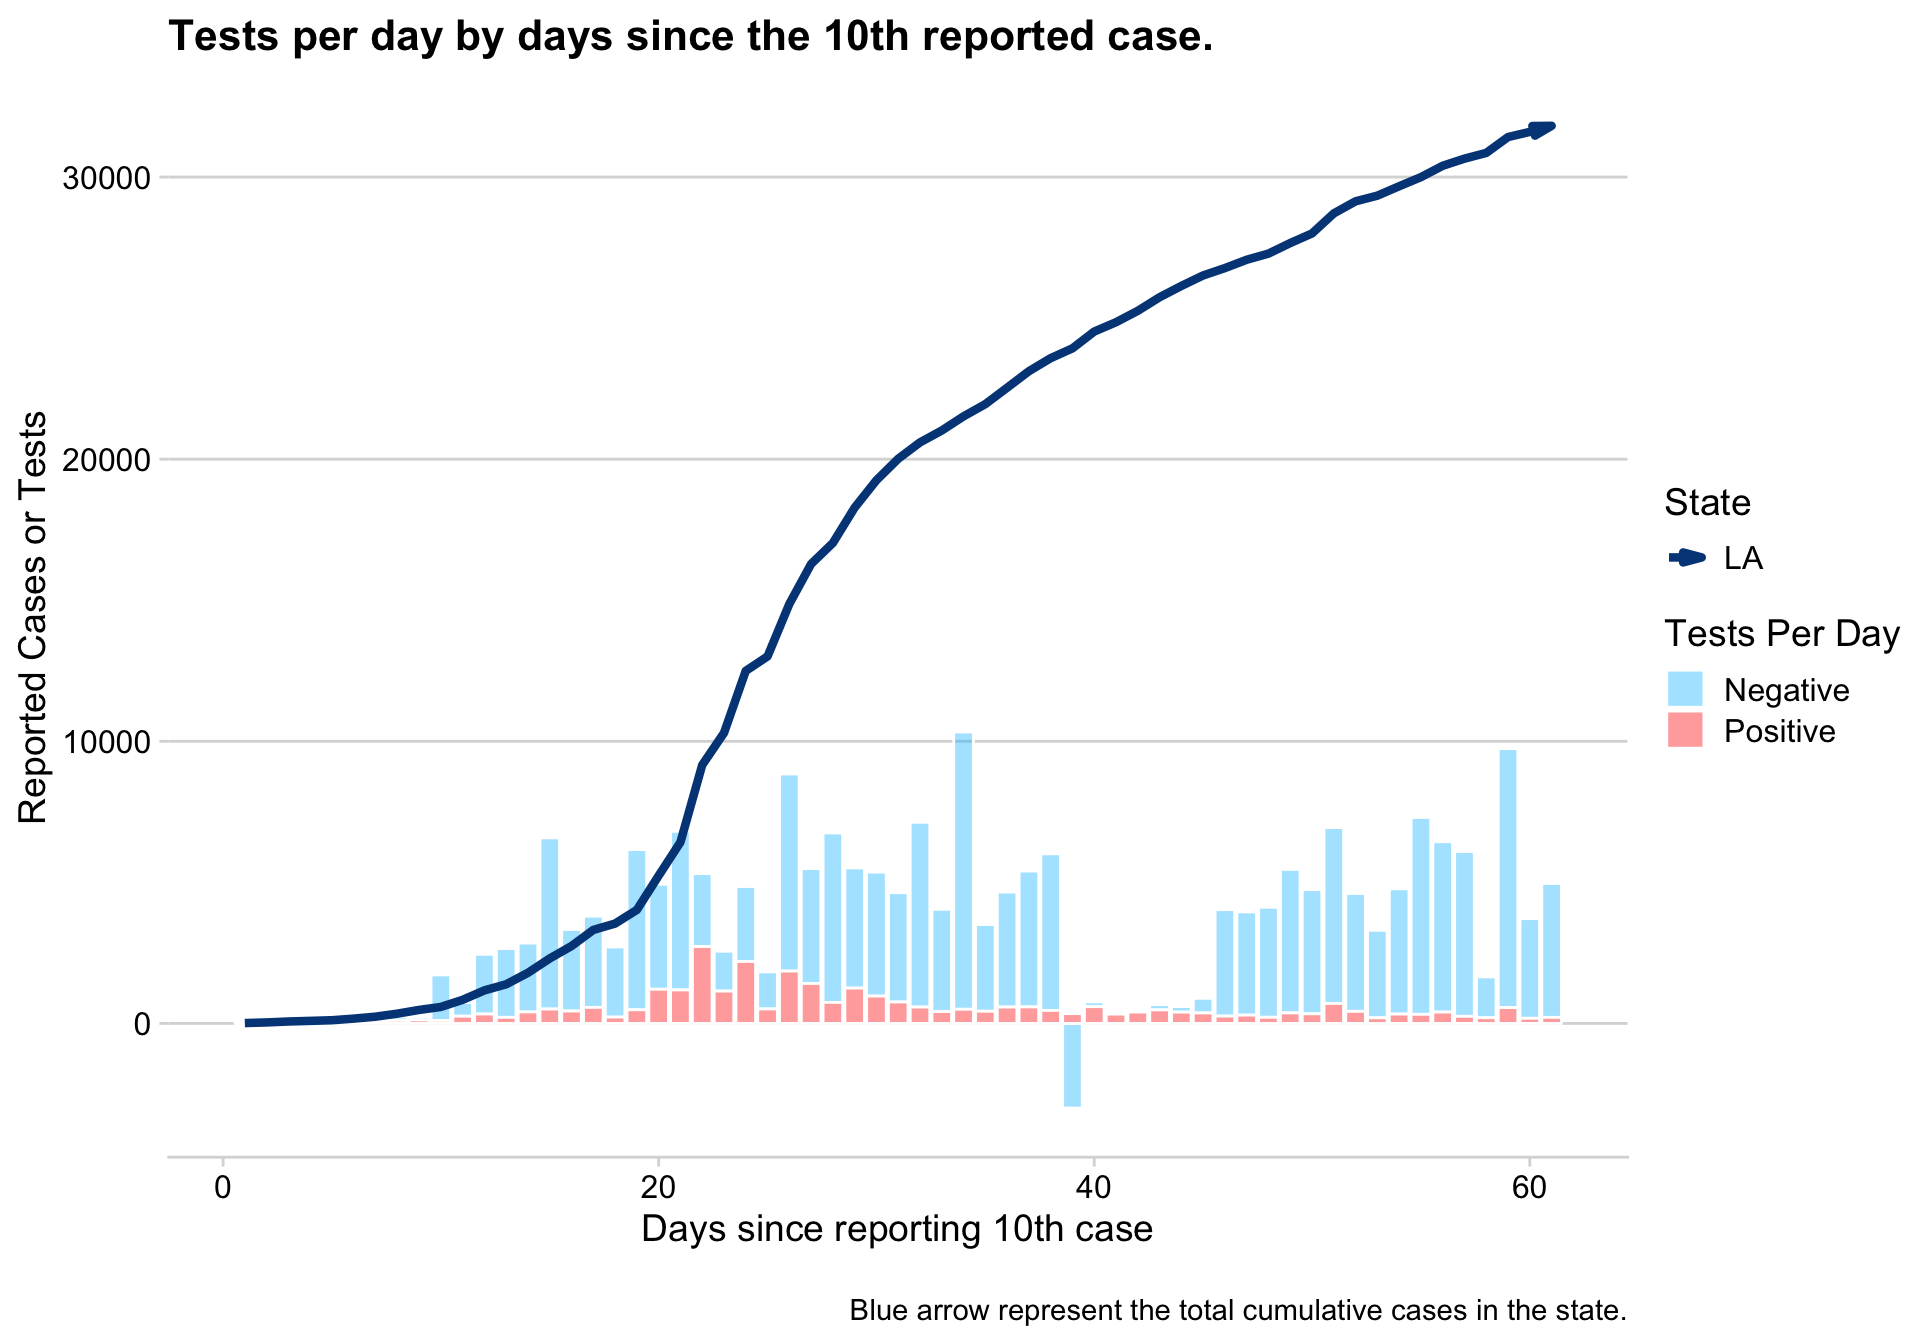 Tests per day by days since the 10th reported case.
30000
20000
10000
0
Reported Cases or Tests
0
20
40
60
Days since reporting 10th case
State
LA
Tests Per Day
Negative
Positive
Blue arrow represent the total cumulative cases in the state.